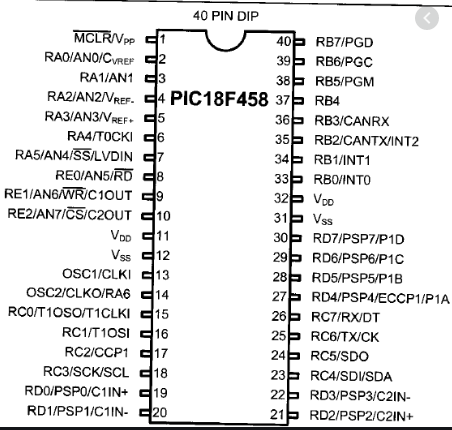 40 PIN DIP
PIC18F458
MCLR/VPP 1
RA0/AN0/CVREF 2
RA1/AN1 3
RA2/AN2/VREF- 4
RA3/AN3/VREF+ 5
RA4/T0CKI 6
RA5/AN4/SS/LVDIN 7
RE0/AN5/RD 8
RE1/AN6/WR/C1OUT 9
RE2/AN7/CS/C2OUT 10
VDD 11
VSS 12
OSC1/CLKI 13
OSC2/CLKO/RA6 14
RC0/T1OSO/T1CLKI 15
RC1/T1OSI 16
RC2/CCP1 17
RC3/SCK/SCL 18
RD0/PSP0/C1IN+ 19
RD1/PSP1/C1IN- 20
40 RB7/PGD
39 RB6/PGC
38 RB5/PGM
37 RB4
36 RB3/CANRX
35 RB2/CANTX/INT2
34 RB1/INT1
33 RB0/INT0
32 VDD
31 VSS
30 RD7/PSP7/P1D
29 RD6/PSP6/P1C
28 RD5/PSP5/P1B
27 RD4/PSP4/ECCP1/P1A
26 RC7/RX/DT
25 RC6/TX/CK
24 RC5/SDO
23 RC4/SDI/SDA
22 RD3/PSP3/C2IN-
21 RD2/PSP2/C2IN+